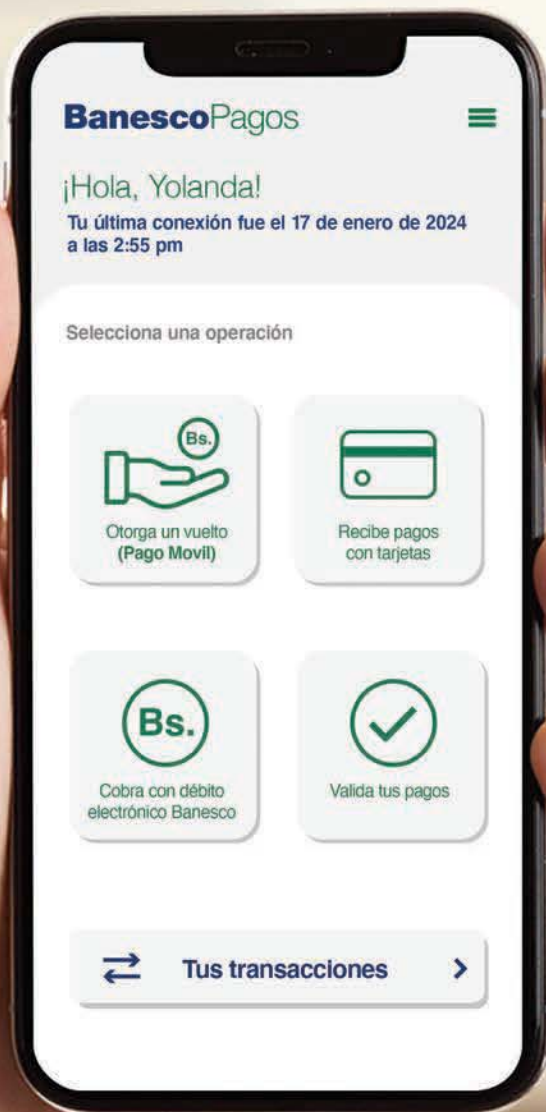 BanescoPagos
¡Hola, Yolanda!
Tu última conexión fue el 17 de enero de 2024
a las 2:55 pm
Selecciona una operación
Bs.
Otorga un vuelto
(Pago Movil)
Recibe pagos
con tarjetas
Bs.
Cobra con débito
electrónico Banesco
Valida tus pagos
Tus transacciones